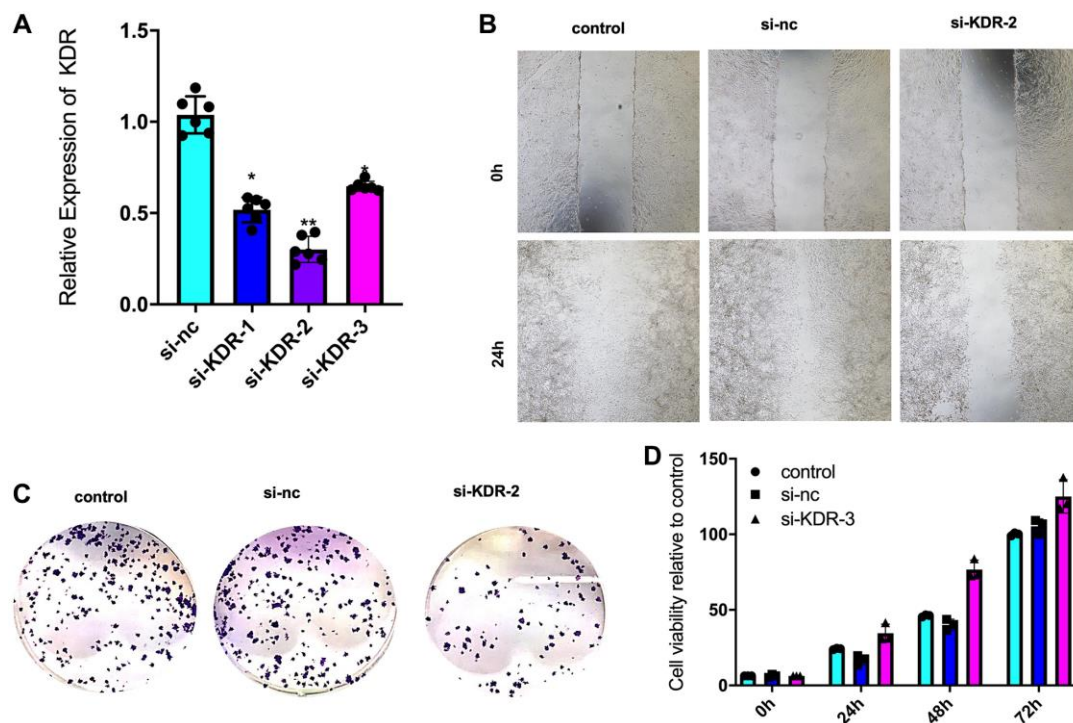 A
Relative Expression of KDR
1.5
1.0
0.5
0.0
*
**
*
si-nc
si-KDR-1
si-KDR-2
si-KDR-3
B
control
si-nc
si-KDR-2
0h
24h
C
control
si-nc
si-KDR-2
D
Cell viability relative to control
150
100
50
0
control
si-nc
si-KDR-3
0h
24h
48h
72h